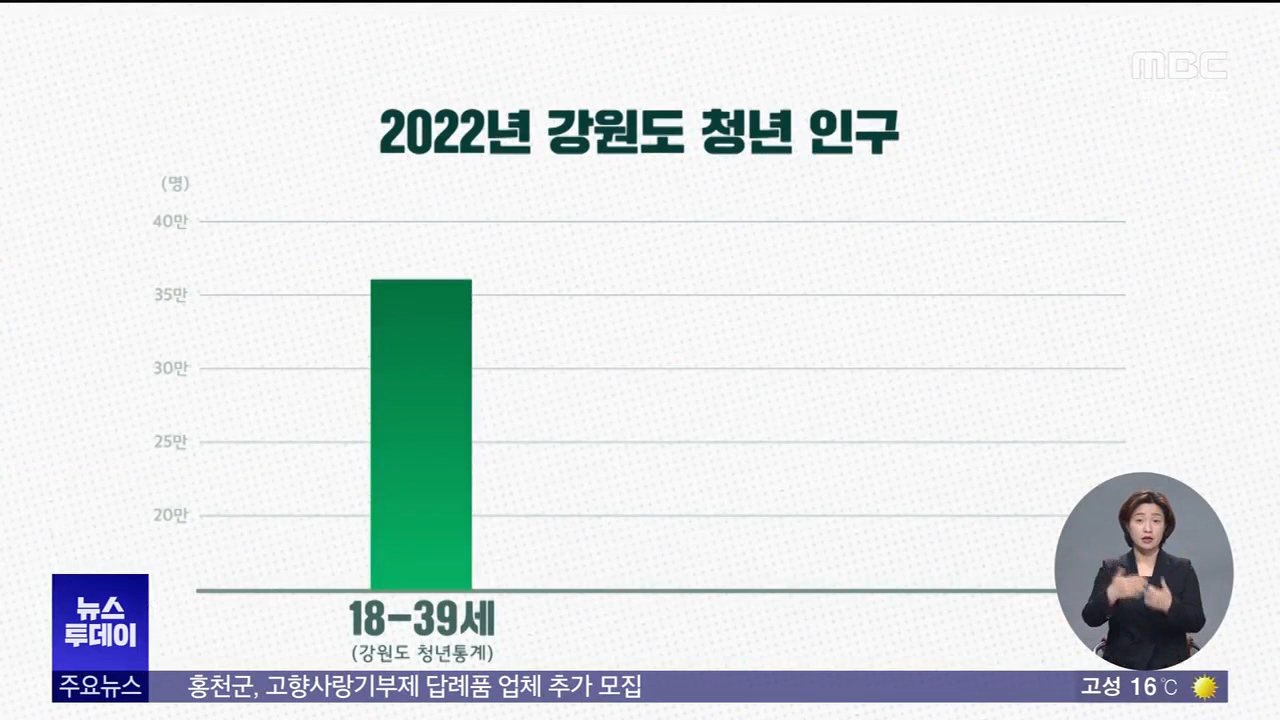 MBC
2022년 강원도 청년 인구
(명)
40만
35만
30만
25만
20만
18-39세
(강원도 청년통계)
뉴스
투데이
주요뉴스 홍천군, 고향사랑기부제 답례품 업체 추가 모집 고성 16℃